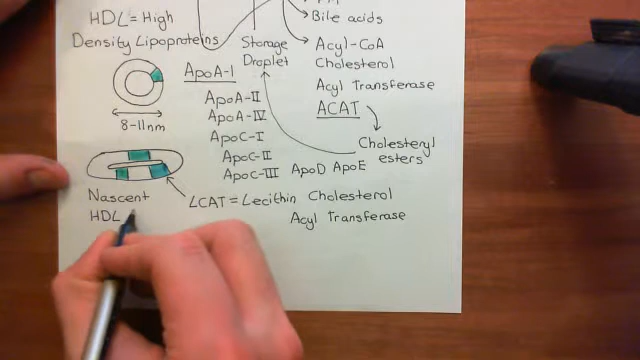 Bile acids
HDL = High
Density Lipoproteins
Storage
Droplet
Acyl-CoA
Cholesterol
Acyl Transferase
ACAT
ApoA-I
ApoA-II
ApoA-IV
ApoC-I
ApoC-II
ApoC-III ApoD ApoE
8-11nm
Cholesteryl
esters
Nascent
HDL
LCAT = Lecithin Cholesterol
Acyl Transferase